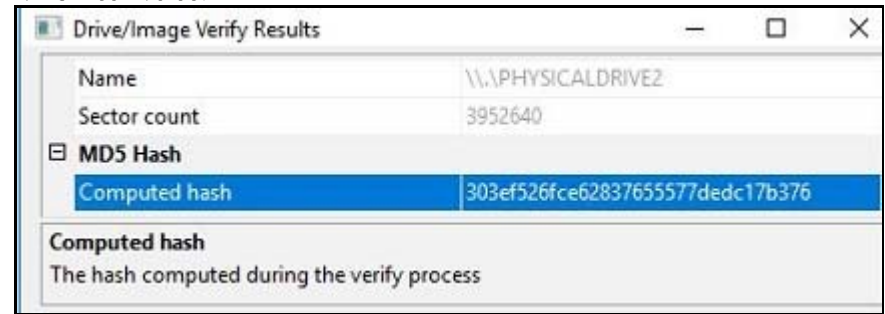 Drive/Image Verify Results
Name \\.\PHYSICALDRIVE2
Sector count 3952640
MD5 Hash
Computed hash 303ef526fce62837655577dedc17b376
Computed hash
The hash computed during the verify process